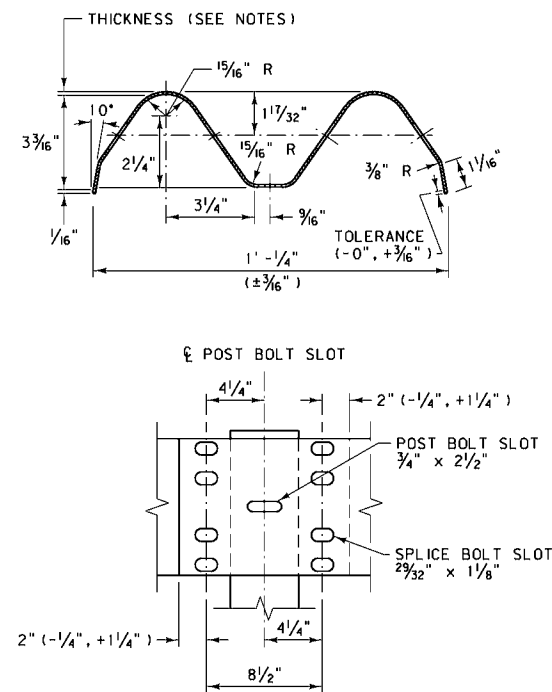 THICKNESS (SEE NOTES)
15/16" R
10°
1 17/32"
3 3/16"
2 1/4"
15/16" R
3/8" R
1 1/16"
3 1/4"
9/16"
1/16"
TOLERANCE
(-0", +3/16")
1' -1/4"
(±3/16")
℄ POST BOLT SLOT
4 1/4"
2" (-1/4", +1 1/4")
POST BOLT SLOT
3/4" x 2 1/2"
SPLICE BOLT SLOT
29/32" x 1 1/8"
2" (-1/4", +1 1/4")
4 1/4"
8 1/2"